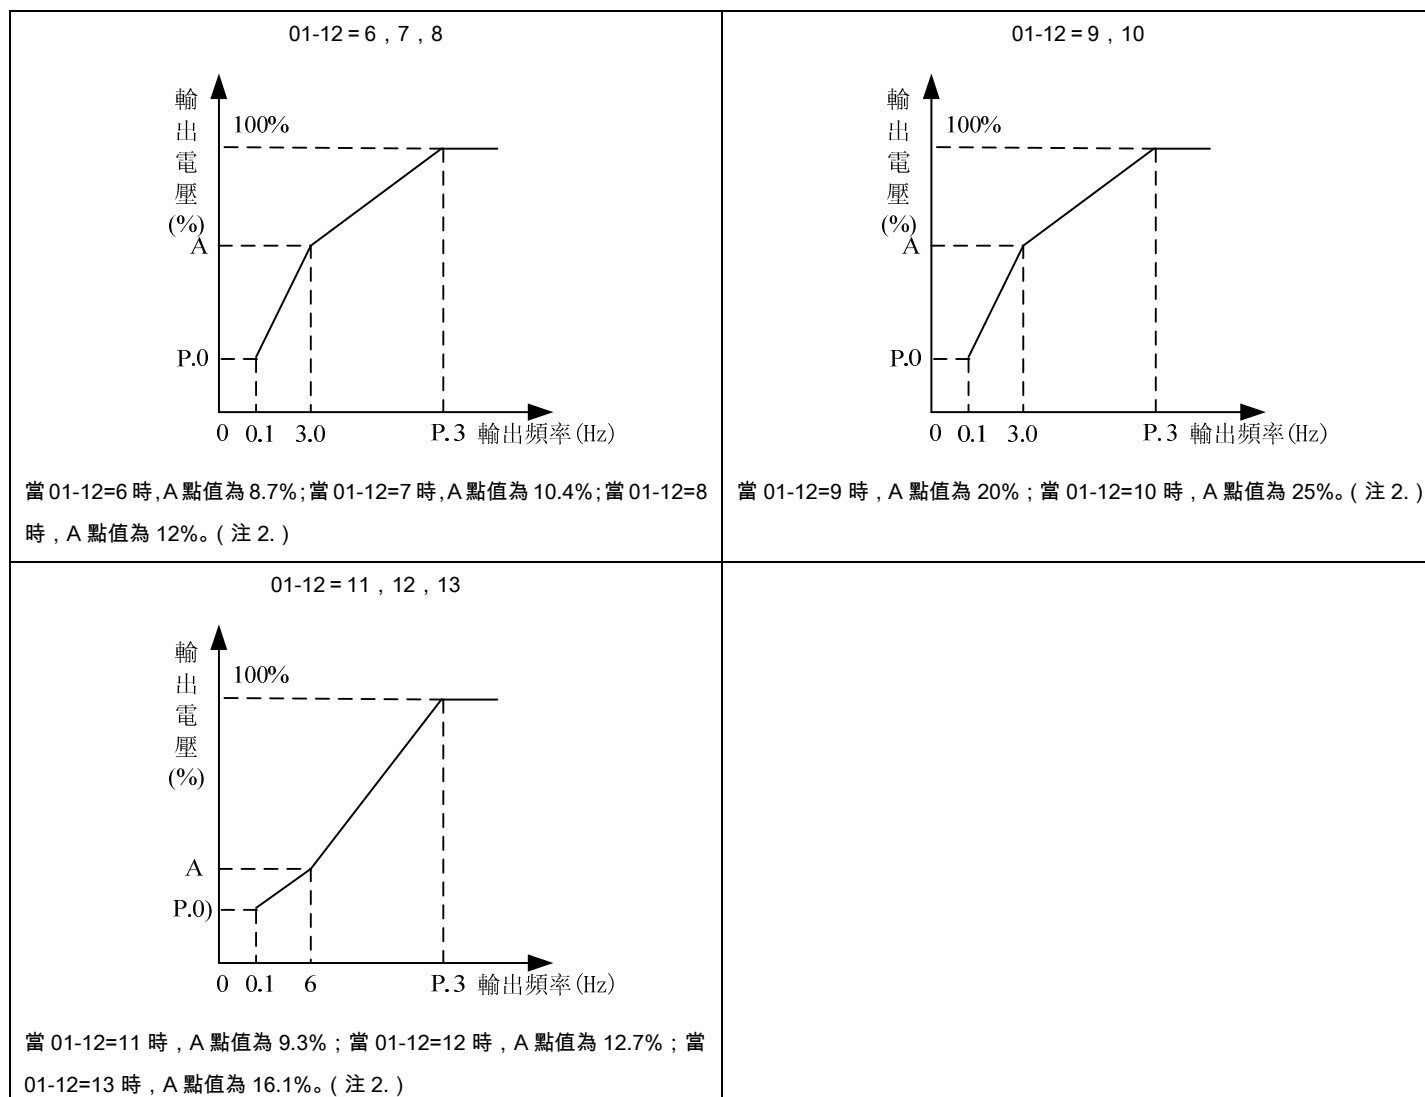 01-12 = 6 , 7 , 8
輸出電壓(%)
100%
A
P.0
0 0.1 3.0 P.3 輸出頻率(Hz)
當 01-12=6 時,A 點值為 8.7%;當 01-12=7 時,A 點值為 10.4%;當 01-12=8
時 , A 點值為 12%。( 注 2. )
01-12 = 9 , 10
輸出電壓(%)
100%
A
P.0
0 0.1 3.0 P.3 輸出頻率(Hz)
當 01-12=9 時 , A 點值為 20% ; 當 01-12=10 時 , A 點值為 25%。( 注 2. )
01-12 = 11 , 12 , 13
輸出電壓(%)
100%
A
P.0)
0 0.1 6 P.3 輸出頻率(Hz)
當 01-12=11 時 , A 點值為 9.3% ; 當 01-12=12 時 , A 點值為 12.7% ; 當
01-12=13 時 , A 點值為 16.1%。( 注 2. )